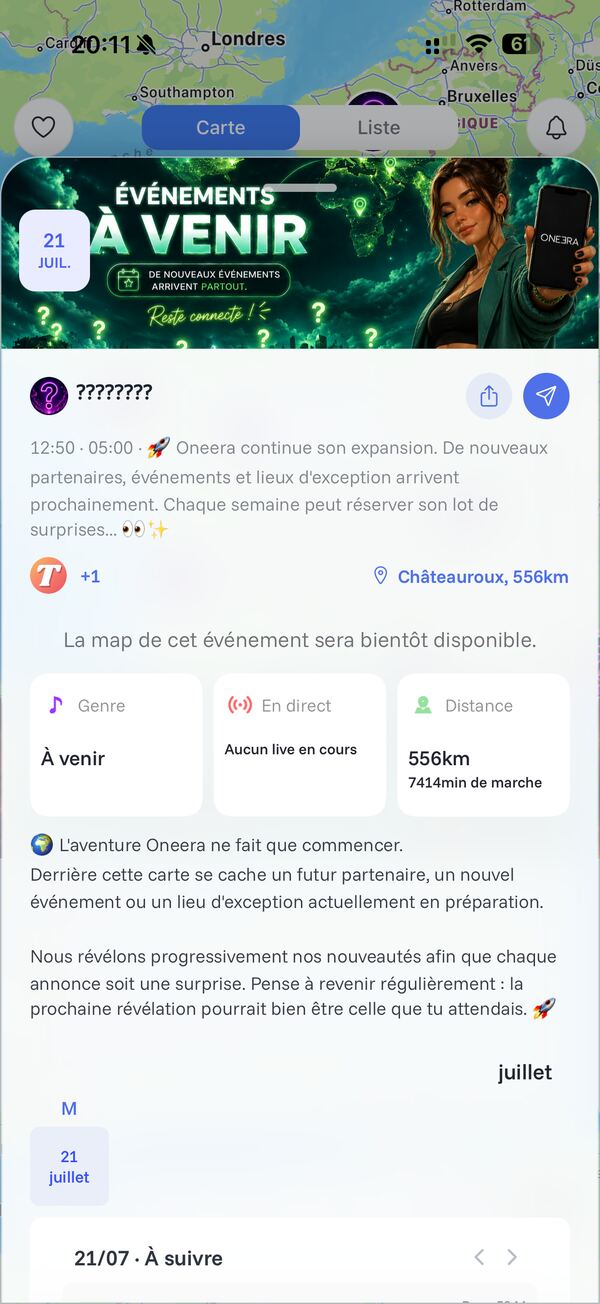 Rotterdam
20:11
Londres
61
Anvers
Southampton
Bruxelles
Carte
Liste
ÉVÉNEMENTS
À VENIR
21
JUIL.
DE NOUVEAUX ÉVÉNEMENTS
ARRIVENT PARTOUT.
Reste connecté !
ONEERA
????????
12:50 · 05:00 · 🚀 Oneera continue son expansion. De nouveaux
partenaires, événements et lieux d'exception arrivent
prochainement. Chaque semaine peut réserver son lot de
surprises... 👀✨
T
+1
Châteauroux, 556km
La map de cet événement sera bientôt disponible.
Genre
En direct
Distance
À venir
Aucun live en cours
556km
7414min de marche
🌍 L'aventure Oneera ne fait que commencer.
Derrière cette carte se cache un futur partenaire, un nouvel
événement ou un lieu d'exception actuellement en préparation.
Nous révélons progressivement nos nouveautés afin que chaque
annonce soit une surprise. Pense à revenir régulièrement : la
prochaine révélation pourrait bien être celle que tu attendais. 🚀
juillet
M
21
juillet
21/07 · À suivre